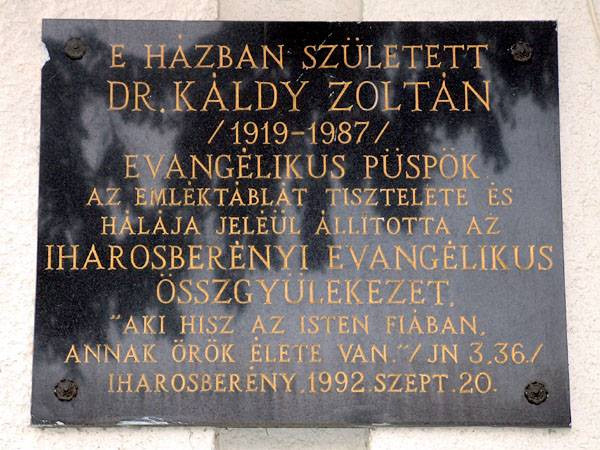 E HÁZBAN SZÜLETETT
DR. KÁLDY ZOLTÁN
/1919-1987/
EVANGÉLIKUS PÜSPÖK.
AZ EMLÉKTÁBLÁT TISZTELETE ÉS
HÁLÁJA JELÉÜL ÁLLÍTOTTA AZ
IHAROSBERÉNYI EVANGÉLIKUS
ÖSSZGYÜLEKEZET.
"AKI HISZ AZ ISTEN FIÁBAN,
ANNAK ÖRÖK ÉLETE VAN."/JN 3,36./
IHAROSBERÉNY, 1992. SZEPT. 20.